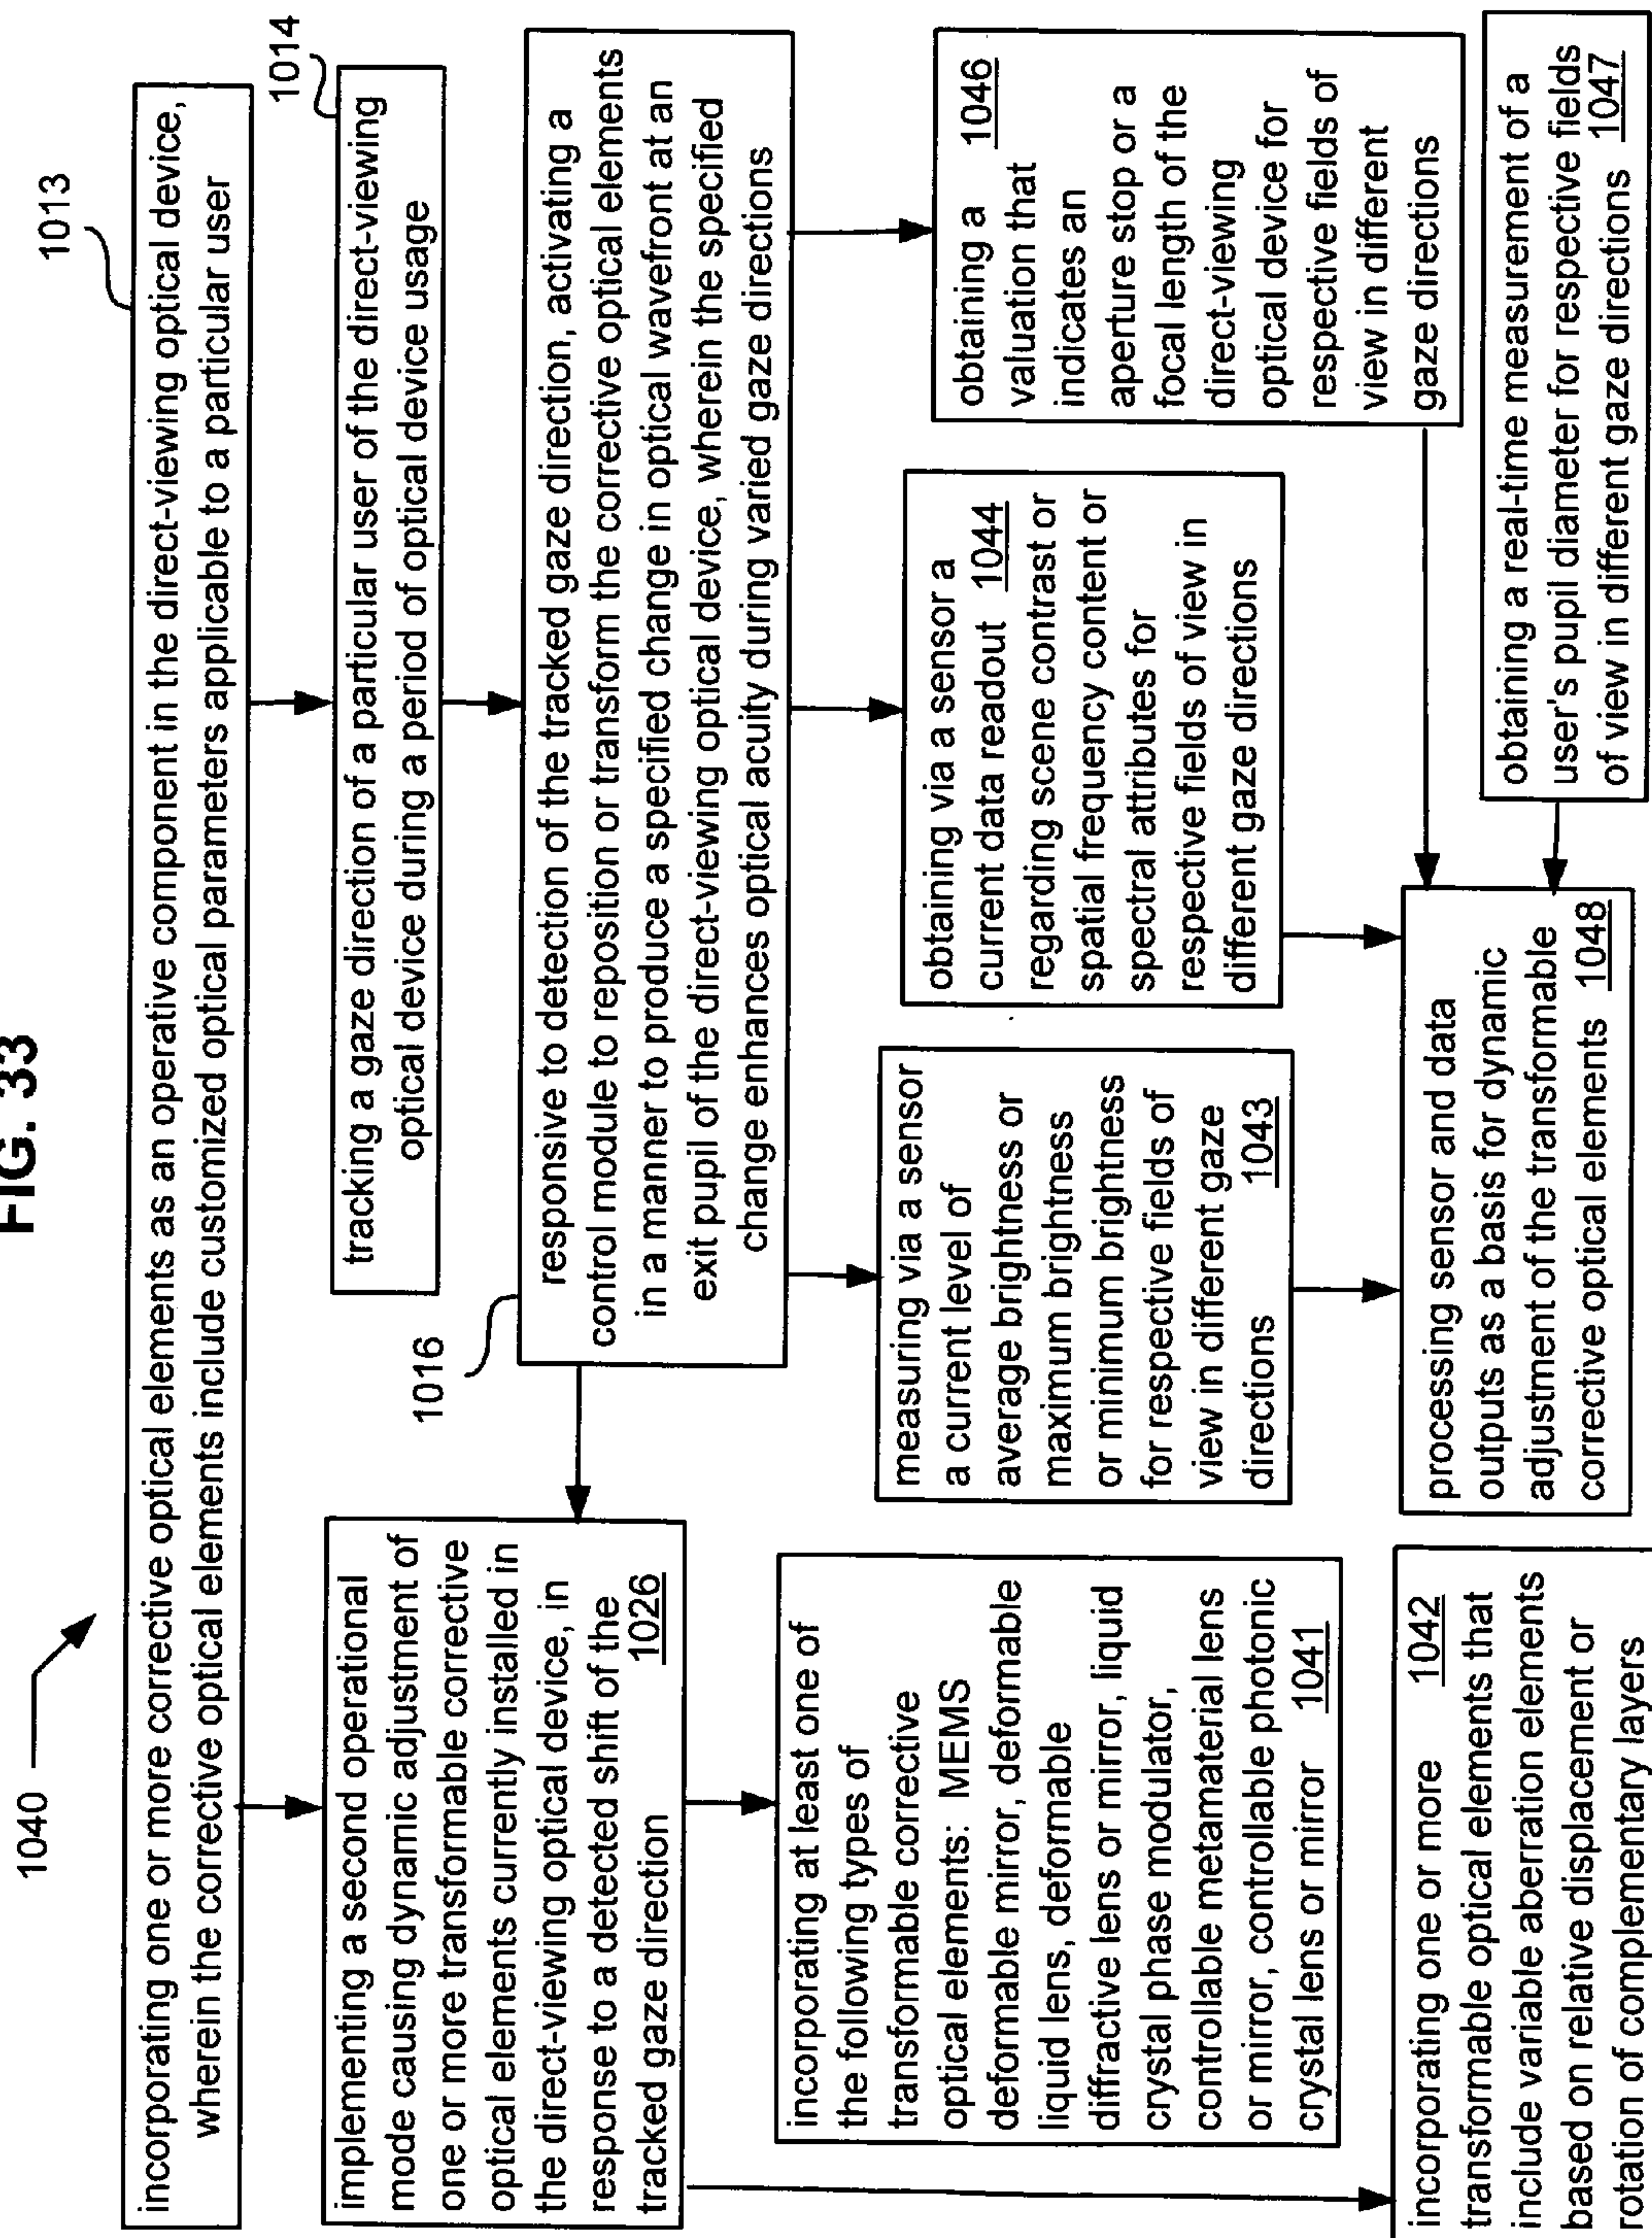 FIG. 33
1040
1013
incorporating one or more corrective optical elements as an operative component in the direct-viewing optical device,
wherein the corrective optical elements include customized optical parameters applicable to a particular user
1014
tracking a gaze direction of a particular user of the direct-viewing
optical device during a period of optical device usage
1016
responsive to detection of the tracked gaze direction, activating a
control module to reposition or transform the corrective optical elements
in a manner to produce a specified change in optical wavefront at an
exit pupil of the direct-viewing optical device, where in the specified
change enhances optical acuity during varied gaze directions
implementing a second operational
mode causing dynamic adjustment of
one or more transformable corrective
optical elements currently installed in
the direct-viewing optical device, in
response to a detected shift of the
tracked gaze direction 1026
incorporating at least one of
the following types of
transformable corrective
optical elements: MEMS
deformable mirror, deformable
liquid lens, deformable
diffractive lens or mirror, liquid
crystal phase modulator,
controllable metamaterial lens
or mirror, controllable photonic
crystal lens or mirror 1041
incorporating one or more 1042
transformable optical elements that
include variable aberration elements
based on relative displacement or
rotation of complementary layers
measuring via a sensor
a current level of
average brightness or
maximum brightness
or minimum brightness
for respective fields of
view in different gaze
directions 1043
obtaining via a sensor a
current data readout 1044
regarding scene contrast or
spatial frequency content or
spectral attributes for
respective fields of view in
different gaze directions
obtaining a 1046
valuation that
indicates an
aperture stop or a
focal length of the
direct-viewing
optical device for
respective fields of
view in different
gaze directions
obtaining a real-time measurement of a
user's pupil diameter for respective fields
of view in different gaze directions 1047
processing sensor and data
outputs as a basis for dynamic
adjustment of the transformable
corrective optical elements 1048